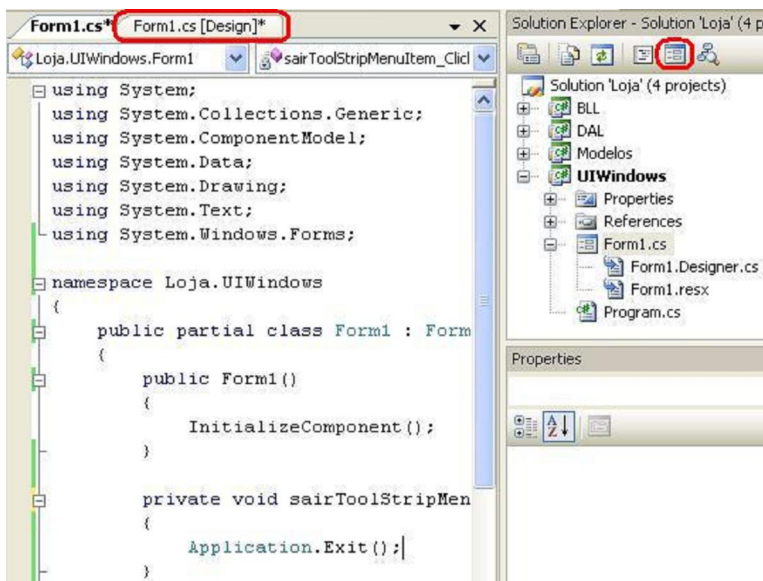 Form1.cs* Form1.cs [Design]*
Loja.UIWindows.Form1 sairToolStripMenuItem_Clicl
using System;
using System.Collections.Generic;
using System.ComponentModel;
using System.Data;
using System.Drawing;
using System.Text;
using System.Windows.Forms;
namespace Loja.UIWindows
{
public partial class Form1 : Form
{
public Form1()
{
InitializeComponent();
}
private void sairToolStripMen
{
Application.Exit();
}
Solution Explorer - Solution 'Loja' (4 p
Solution 'Loja' (4 projects)
BLL
DAL
Modelos
UIWindows
Properties
References
Form1.cs
Form1.Designer.cs
Form1.resx
Program.cs
Properties